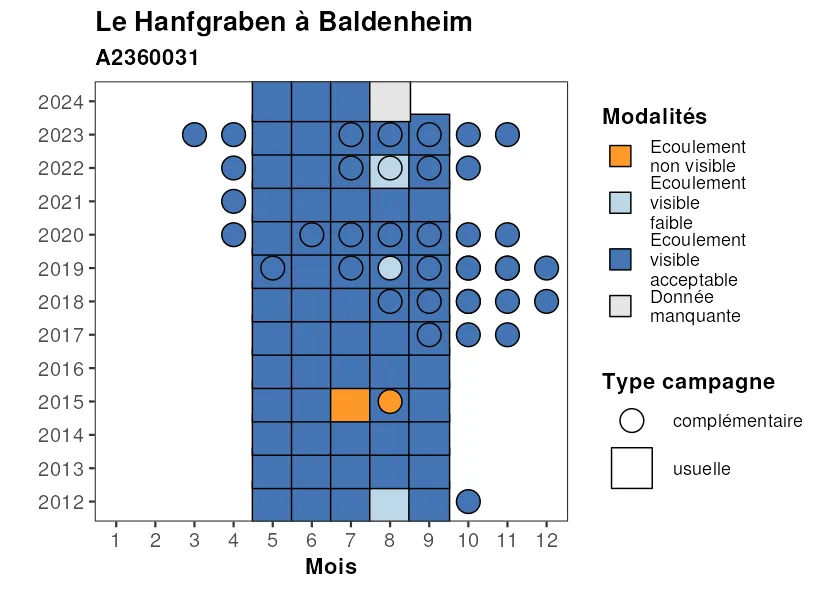 Le Hanfgraben à Baldenheim
A2360031
2024
2023
2022
2021
2020
2019
2018
2017
2016
2015
2014
2013
2012
1 2 3 4 5 6 7 8 9 10 11 12
Mois
Modalités
Ecoulement
non visible
Ecoulement
visible
faible
Ecoulement
visible
acceptable
Donnée
manquante
Type campagne
complémentaire
usuelle